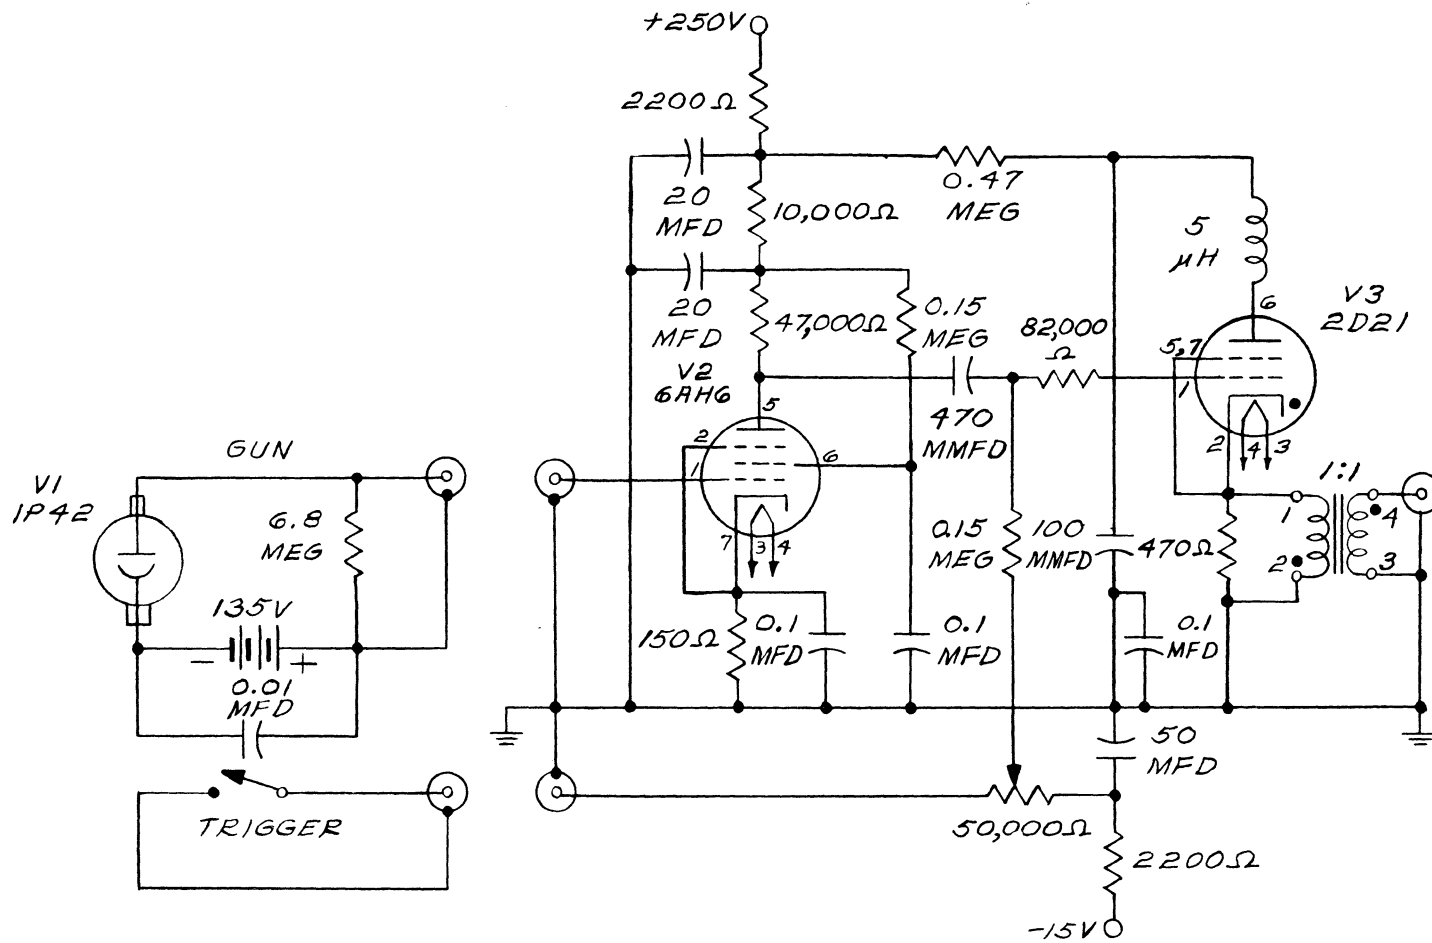 +250V
2200Ω
20
MFD
10,000Ω
0.47
MEG
5
μH
20
MFD
47,000Ω
0.15
MEG
82,000
Ω
6
V3
2D21
5,7
1
V2
6AH6
5
2
1
6
470
MMFD
2
4
3
GUN
V1
1P42
6.8
MEG
135V
-
+
0.01
MFD
TRIGGER
7
3
4
150Ω
0.1
MFD
0.1
MFD
0.15
MEG
100
MMFD
470Ω
1:1
1
2
4
3
0.1
MFD
50
MFD
50,000Ω
2200Ω
-15V